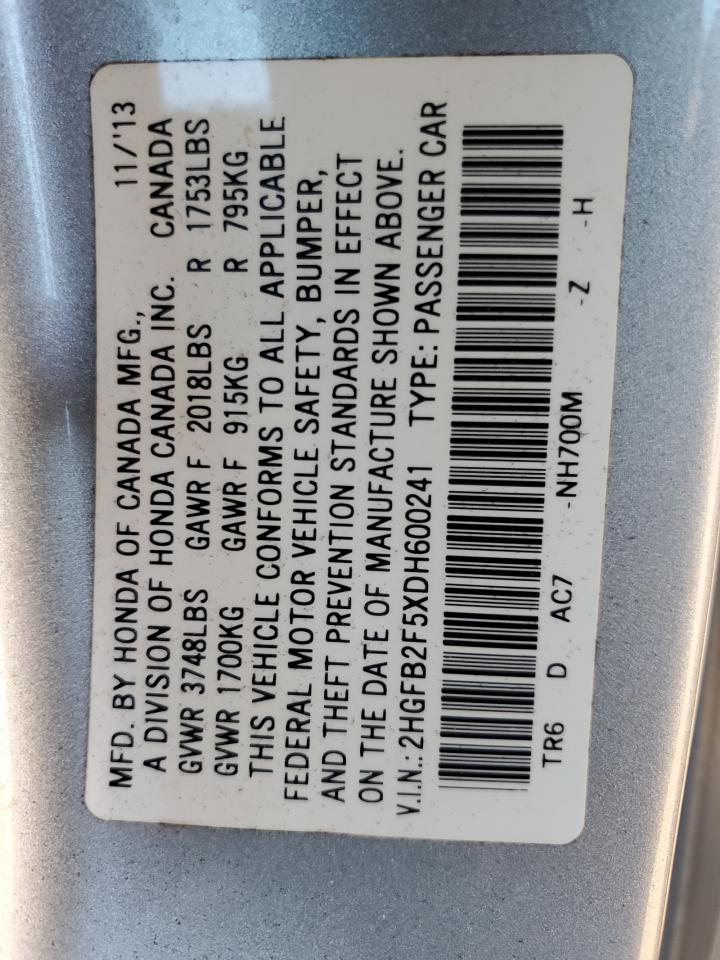 MFD. BY HONDA OF CANADA MFG., 11/'13
A DIVISION OF HONDA CANADA INC. CANADA
GVWR 3748LBS GAWR F 2018LBS R 1753LBS
GVWR 1700KG GAWR F 915KG R 795KG
THIS VEHICLE CONFORMS TO ALL APPLICABLE
FEDERAL MOTOR VEHICLE SAFETY, BUMPER,
AND THEFT PREVENTION STANDARDS IN EFFECT
ON THE DATE OF MANUFACTURE SHOWN ABOVE.
V.I.N.: 2HGFB2F5XDH600241 TYPE: PASSENGER CAR
TR6 D AC7 -NH700M -Z -H